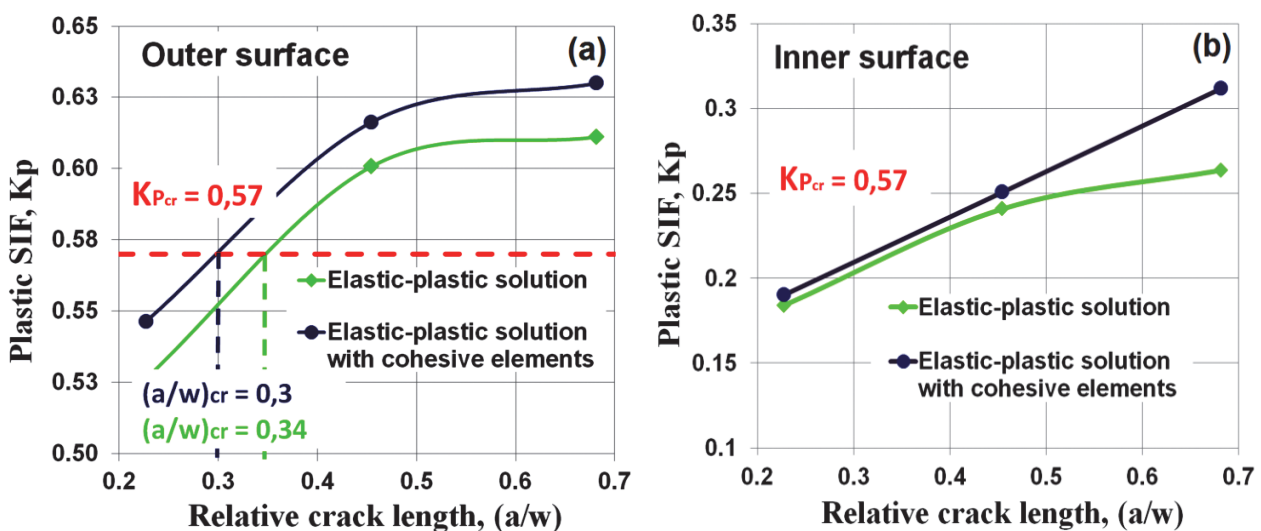 (a)
Outer surface
Plastic SIF, Kp
0.65
0.63
0.60
0.58
0.55
0.53
0.50
KPcr = 0,57
Elastic-plastic solution
Elastic-plastic solution
with cohesive elements
(a/w)cr = 0,3
(a/w)cr = 0,34
0.2 0.3 0.4 0.5 0.6 0.7
Relative crack length, (a/w)
(b)
Inner surface
Plastic SIF, Kp
0.35
0.3
0.25
0.2
0.15
0.1
KPcr = 0,57
Elastic-plastic solution
Elastic-plastic solution
with cohesive elements
0.2 0.3 0.4 0.5 0.6 0.7
Relative crack length, (a/w)